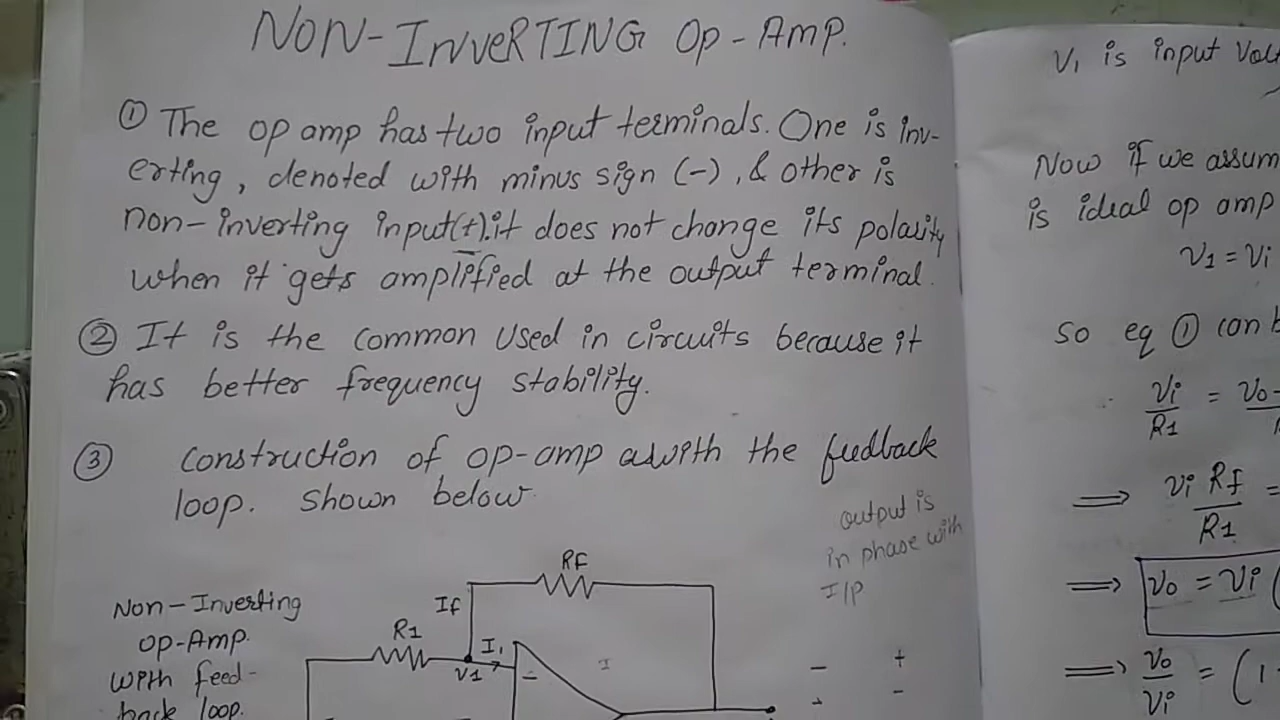 NON-INVERTING Op-AMP.
① The op amp has two input terminals. One is inv-
erting, denoted with minus sign (-), & other is
non-inverting input(+).it does not change its polarity
when it gets amplified at the output terminal.
② It is the common used in circuits because it
has better frequency stability.
③ construction of op-amp as with the feedback
loop. shown below.
output is
in phase with
I/P
RF
If
R1
I1
V1
-
I
- +
+ -
Non-Inverting
Op-Amp.
with feed-
back loop.
V1 is input
Now if we assum
is ideal op amp
V1 = Vi
So eq ① can b
Vi/R1 = Vo-
⟹ Vi Rf/R1 =
⟹ Vo = Vi (
⟹ Vo/Vi = (1